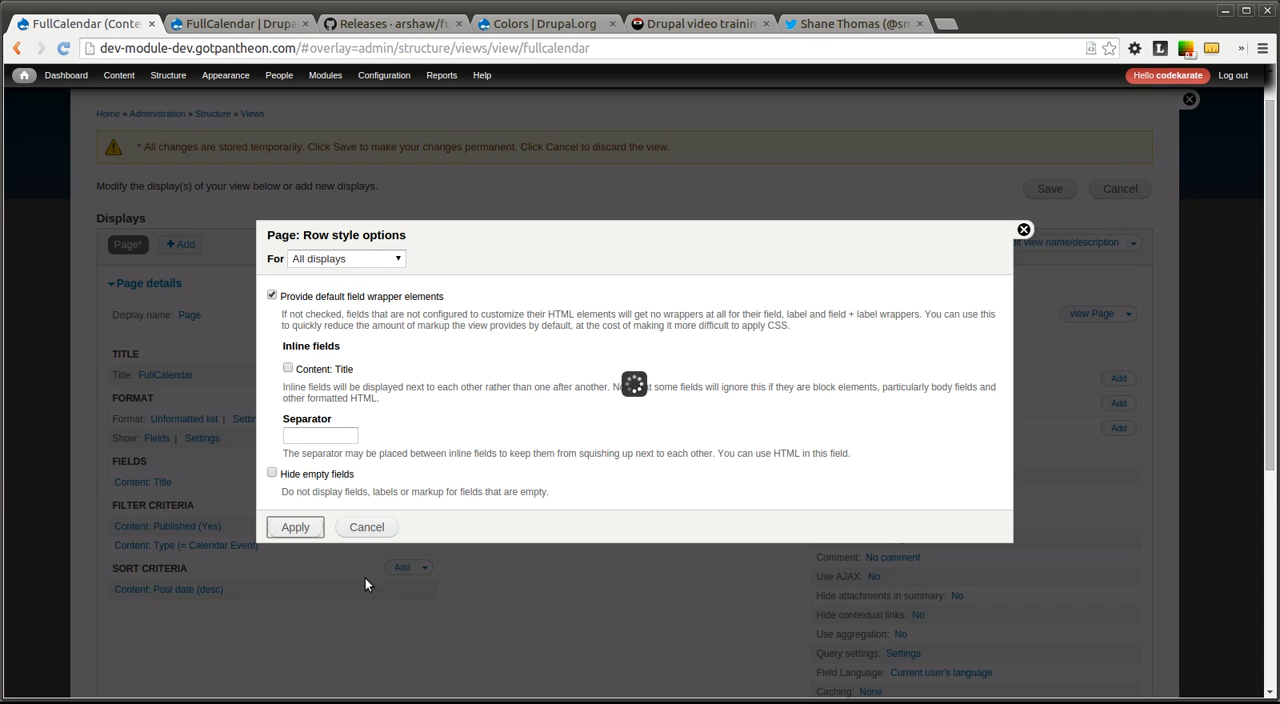 FullCalendar (Conte
FullCalendar | Drupa
Releases · arshaw/fu
Colors | Drupal.org
Drupal video trainin
Shane Thomas (@sm
dev-module-dev.gotpantheon.com/#overlay=admin/structure/views/view/fullcalendar
Dashboard Content Structure Appearance People Modules Configuration Reports Help Hello codekarate Log out
Home » Administration » Structure » Views
* All changes are stored temporarily. Click Save to make your changes permanent. Click Cancel to discard the view.
Modify the display(s) of your view below or add new displays.
Save Cancel
Displays
Page* Add
dit view name/description
Page details
Display name: Page
view Page
TITLE
Title: FullCalendar
FORMAT
Format: Unformatted list | Settin
Show: Fields | Settings
FIELDS
Content: Title
FILTER CRITERIA
Content: Published (Yes)
Content: Type (= Calendar Event)
SORT CRITERIA
Add
Content: Post date (desc)
Page: Row style options
For All displays
Provide default field wrapper elements
If not checked, fields that are not configured to customize their HTML elements will get no wrappers at all for their field, label and field + label wrappers. You can use this
to quickly reduce the amount of markup the view provides by default, at the cost of making it more difficult to apply CSS.
Inline fields
Content: Title
Inline fields will be displayed next to each other rather than one after another. No at some fields will ignore this if they are block elements, particularly body fields and
other formatted HTML.
Separator
The separator may be placed between inline fields to keep them from squishing up next to each other. You can use HTML in this field.
Hide empty fields
Do not display fields, labels or markup for fields that are empty.
Apply Cancel
Add
Add
Add
Comment: No comment
Use AJAX: No
Hide attachments in summary: No
Hide contextual links: No
Use aggregation: No
Query settings: Settings
Field Language: Current user's language
Caching: None